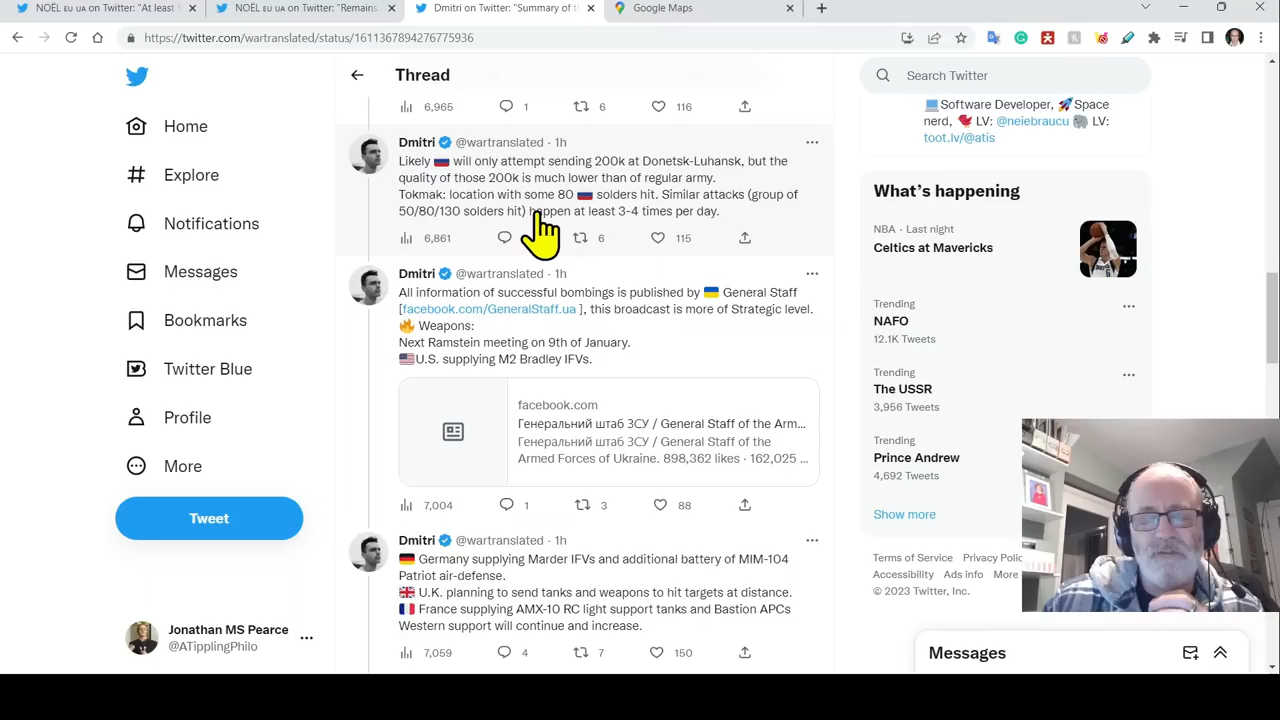 NOËL EU UA on Twitter: "At least
NOËL EU UA on Twitter: "Remains
Dmitri on Twitter: "Summary of t
Google Maps
https://twitter.com/wartranslated/status/1611367894276775936
Thread
Search Twitter
Home
Explore
Notifications
Messages
Bookmarks
Twitter Blue
Profile
More
Tweet
Jonathan MS Pearce
@ATipplingPhilo
6,965 1 6 116
Dmitri @wartranslated · 1h
Likely 🇷🇺 will only attempt sending 200k at Donetsk-Luhansk, but the
quality of those 200k is much lower than of regular army.
Tokmak: location with some 80 🇷🇺 solders hit. Similar attacks (group of
50/80/130 solders hit) happen at least 3-4 times per day.
6,861 6 115
Dmitri @wartranslated · 1h
All information of successful bombings is published by 🇺🇦 General Staff
[facebook.com/GeneralStaff.ua ], this broadcast is more of Strategic level.
🔥 Weapons:
Next Ramstein meeting on 9th of January.
🇺🇸U.S. supplying M2 Bradley IFVs.
facebook.com
Генеральний штаб ЗСУ / General Staff of the Arm...
Генеральний штаб ЗСУ / General Staff of the
Armed Forces of Ukraine. 898,362 likes · 162,025 ...
7,004 1 3 88
Dmitri @wartranslated · 1h
🇩🇪 Germany supplying Marder IFVs and additional battery of MIM-104
Patriot air-defense.
🇬🇧 U.K. planning to send tanks and weapons to hit targets at distance.
🇫🇷 France supplying AMX-10 RC light support tanks and Bastion APCs
Western support will continue and increase.
7,059 4 7 150
💻Software Developer, 🚀Space
nerd, 🐦 LV: @neiebraucu 🐘 LV:
toot.lv/@atis
What's happening
NBA · Last night
Celtics at Mavericks
Trending
NAFO
12.1K Tweets
Trending
The USSR
3,956 Tweets
Trending
Prince Andrew
4,692 Tweets
Show more
Terms of Service Privacy Polic
Accessibility Ads info More
© 2023 Twitter, Inc.
Messages